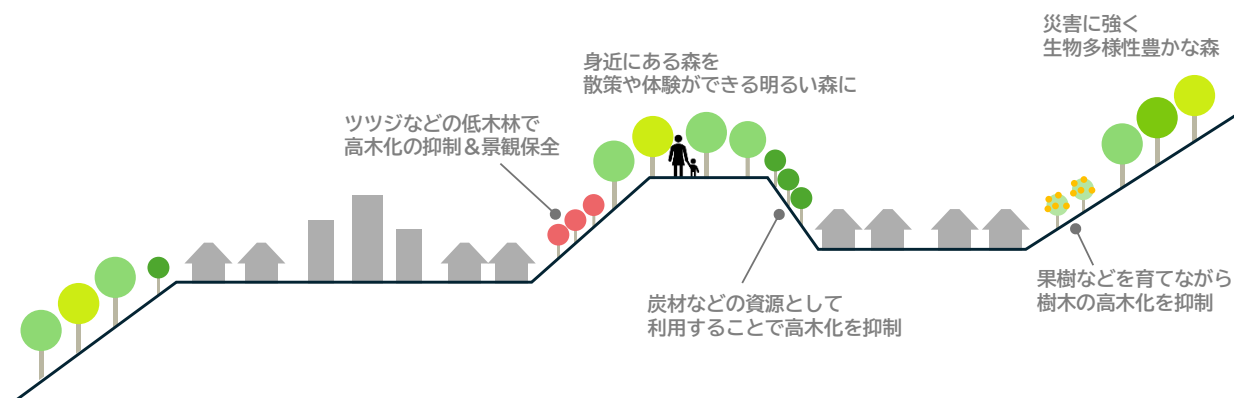 災害に強く
生物多様性豊かな森
身近にある森を
散策や体験ができる明るい森に
ツツジなどの低木林で
高木化の抑制＆景観保全
炭材などの資源として
利用することで高木化を抑制
果樹などを育てながら
樹木の高木化を抑制